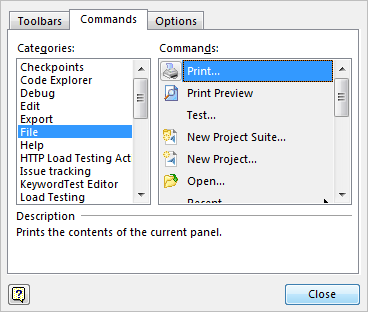 Toolbars Commands Options
Categories:
Checkpoints
Code Explorer
Debug
Edit
Export
File
Help
HTTP Load Testing Act
Issue tracking
KeywordTest Editor
Load Testing
Commands:
Print...
Print Preview
Test...
New Project Suite...
New Project...
Open...
Recent
Description
Prints the contents of the current panel.
Close